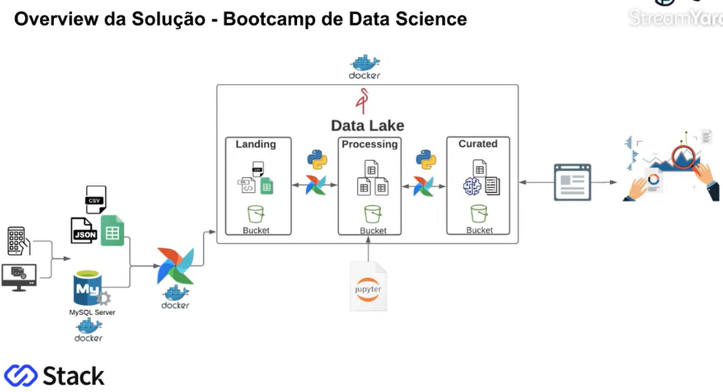 Overview da Solução - Bootcamp de Data Science
StreamYard
docker
Data Lake
Landing
Processing
Curated
CSV
JSON
Bucket
Bucket
Bucket
My
MySQL Server
docker
docker
jupyter
Stack